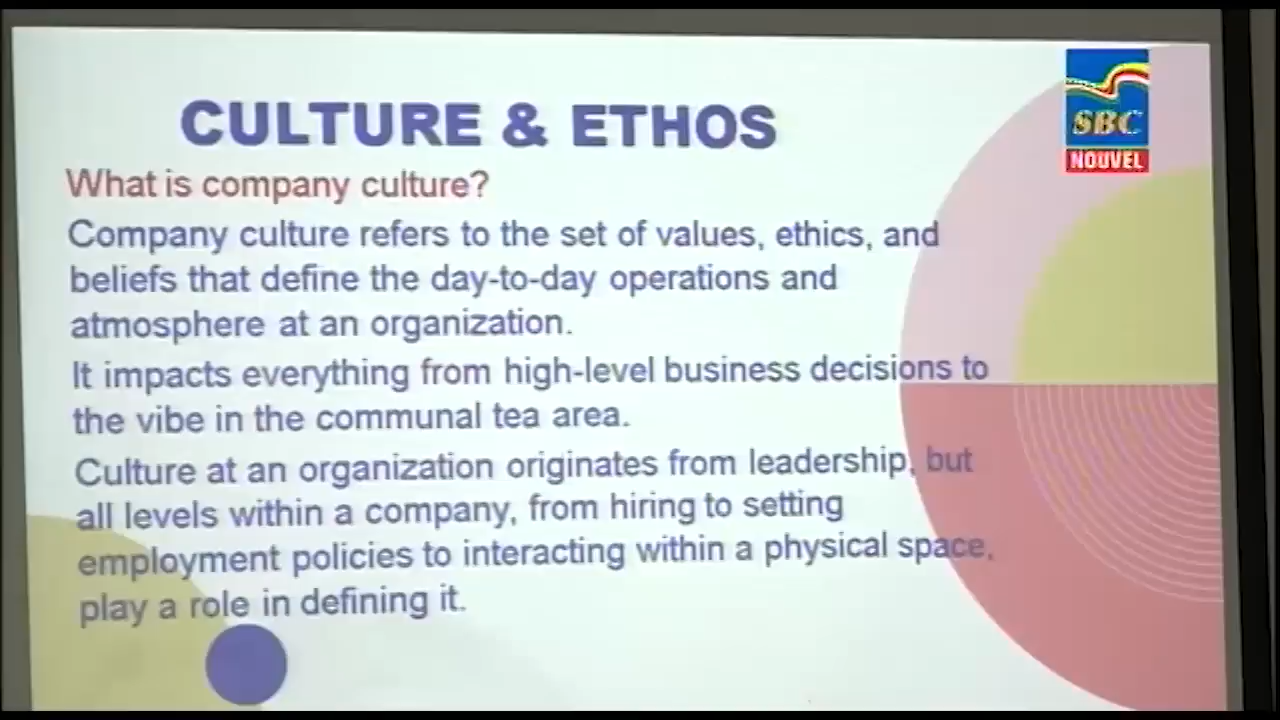 CULTURE & ETHOS
What is company culture?
Company culture refers to the set of values, ethics, and
beliefs that define the day-to-day operations and
atmosphere at an organization.
It impacts everything from high-level business decisions to
the vibe in the communal tea area.
Culture at an organization originates from leadership, but
all levels within a company, from hiring to setting
employment policies to interacting within a physical space,
play a role in defining it.
SBC
NOUVEL